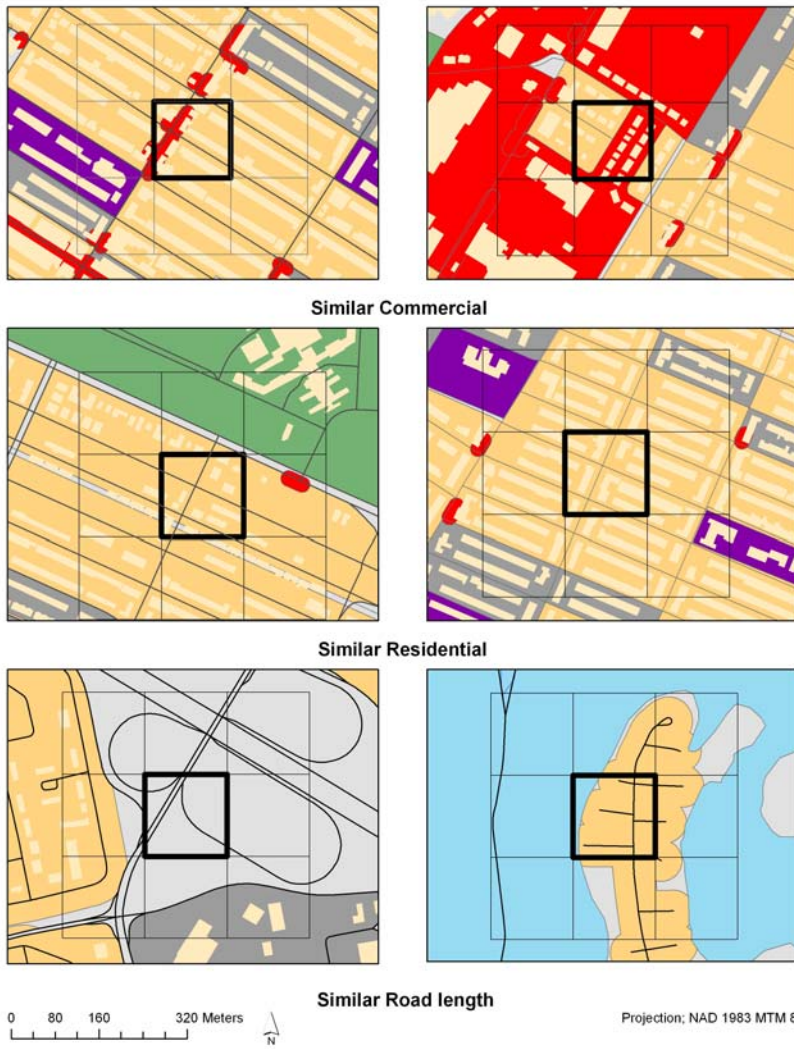 Similar Commercial
Similar Residential
Similar Road length
0 80 160 320 Meters
N
Projection; NAD 1983 MTM 8